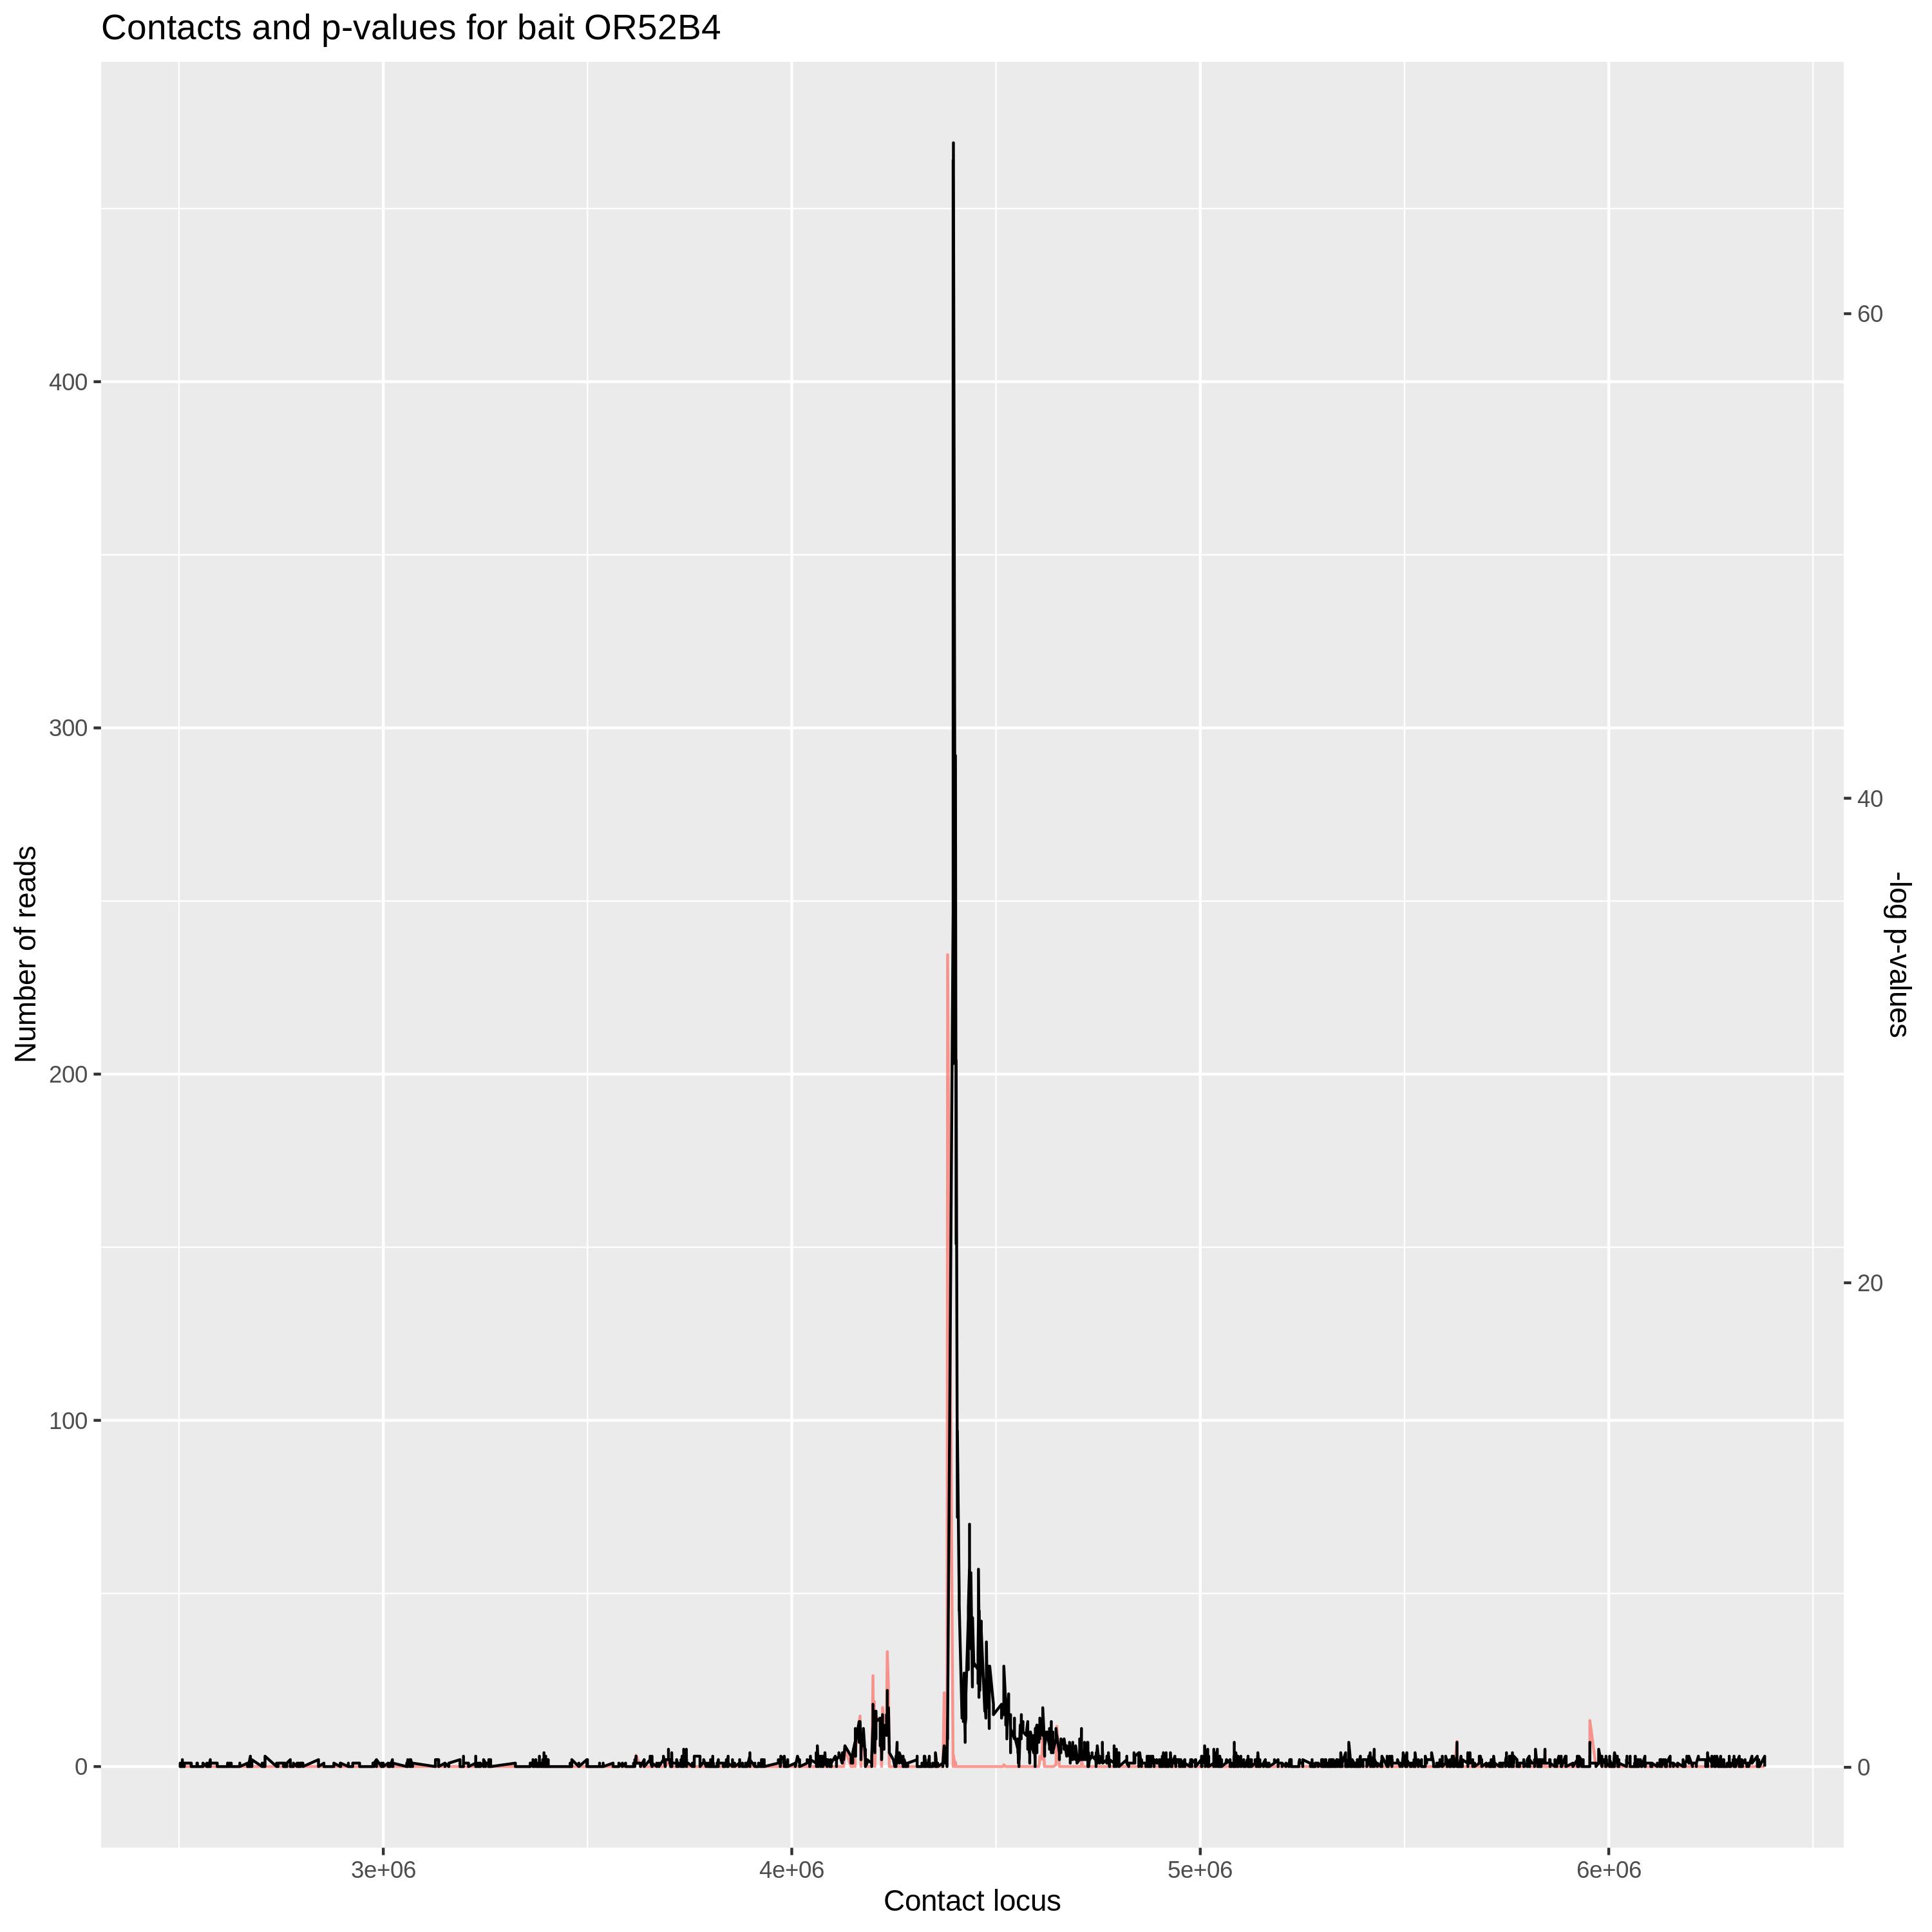 Contacts and p-values for bait OR52B4
Number of reads
400
300
200
100
0
60
40
20
0
-log p-values
3e+06
4e+06
5e+06
6e+06
Contact locus